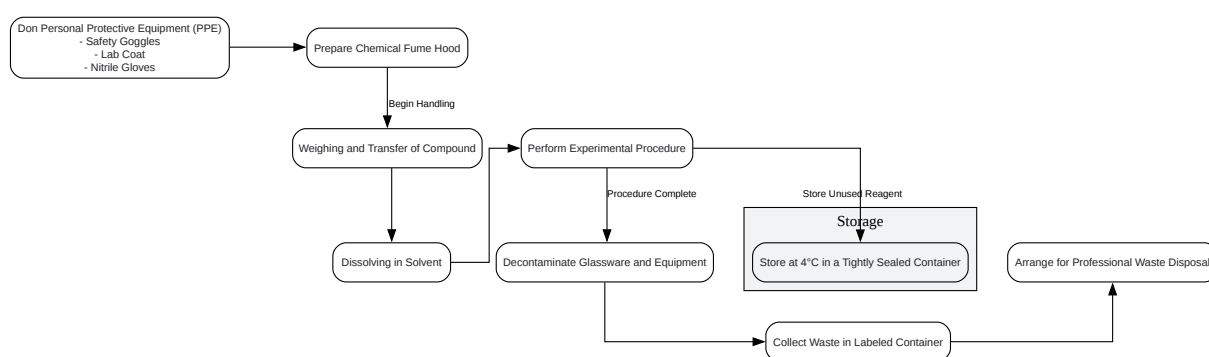 Don Personal Protective Equipment (PPE)
- Safety Goggles
- Lab Coat
- Nitrile Gloves
Prepare Chemical Fume Hood
Begin Handling
Weighing and Transfer of Compound
Perform Experimental Procedure
Procedure Complete
Store Unused Reagent
Storage
Dissolving in Solvent
Decontaminate Glassware and Equipment
Store at 4°C in a Tightly Sealed Container
Arrange for Professional Waste Disposal
Collect Waste in Labeled Container